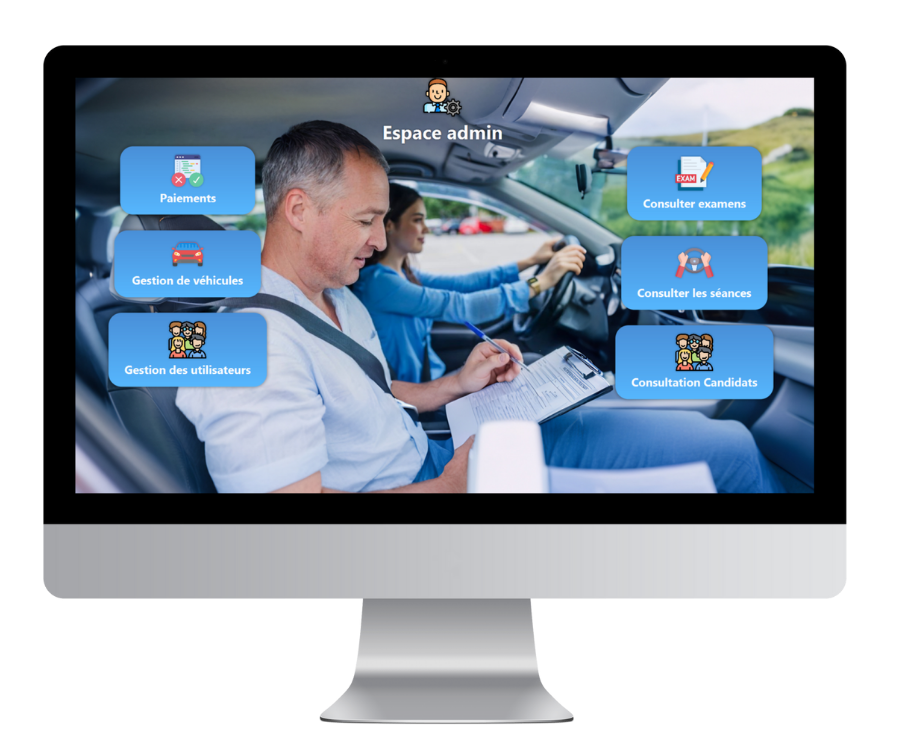 Espace admin
Paiements
Gestion de véhicules
Gestion des utilisateurs
EXAM
Consulter examens
Consulter les séances
Consultation Candidats